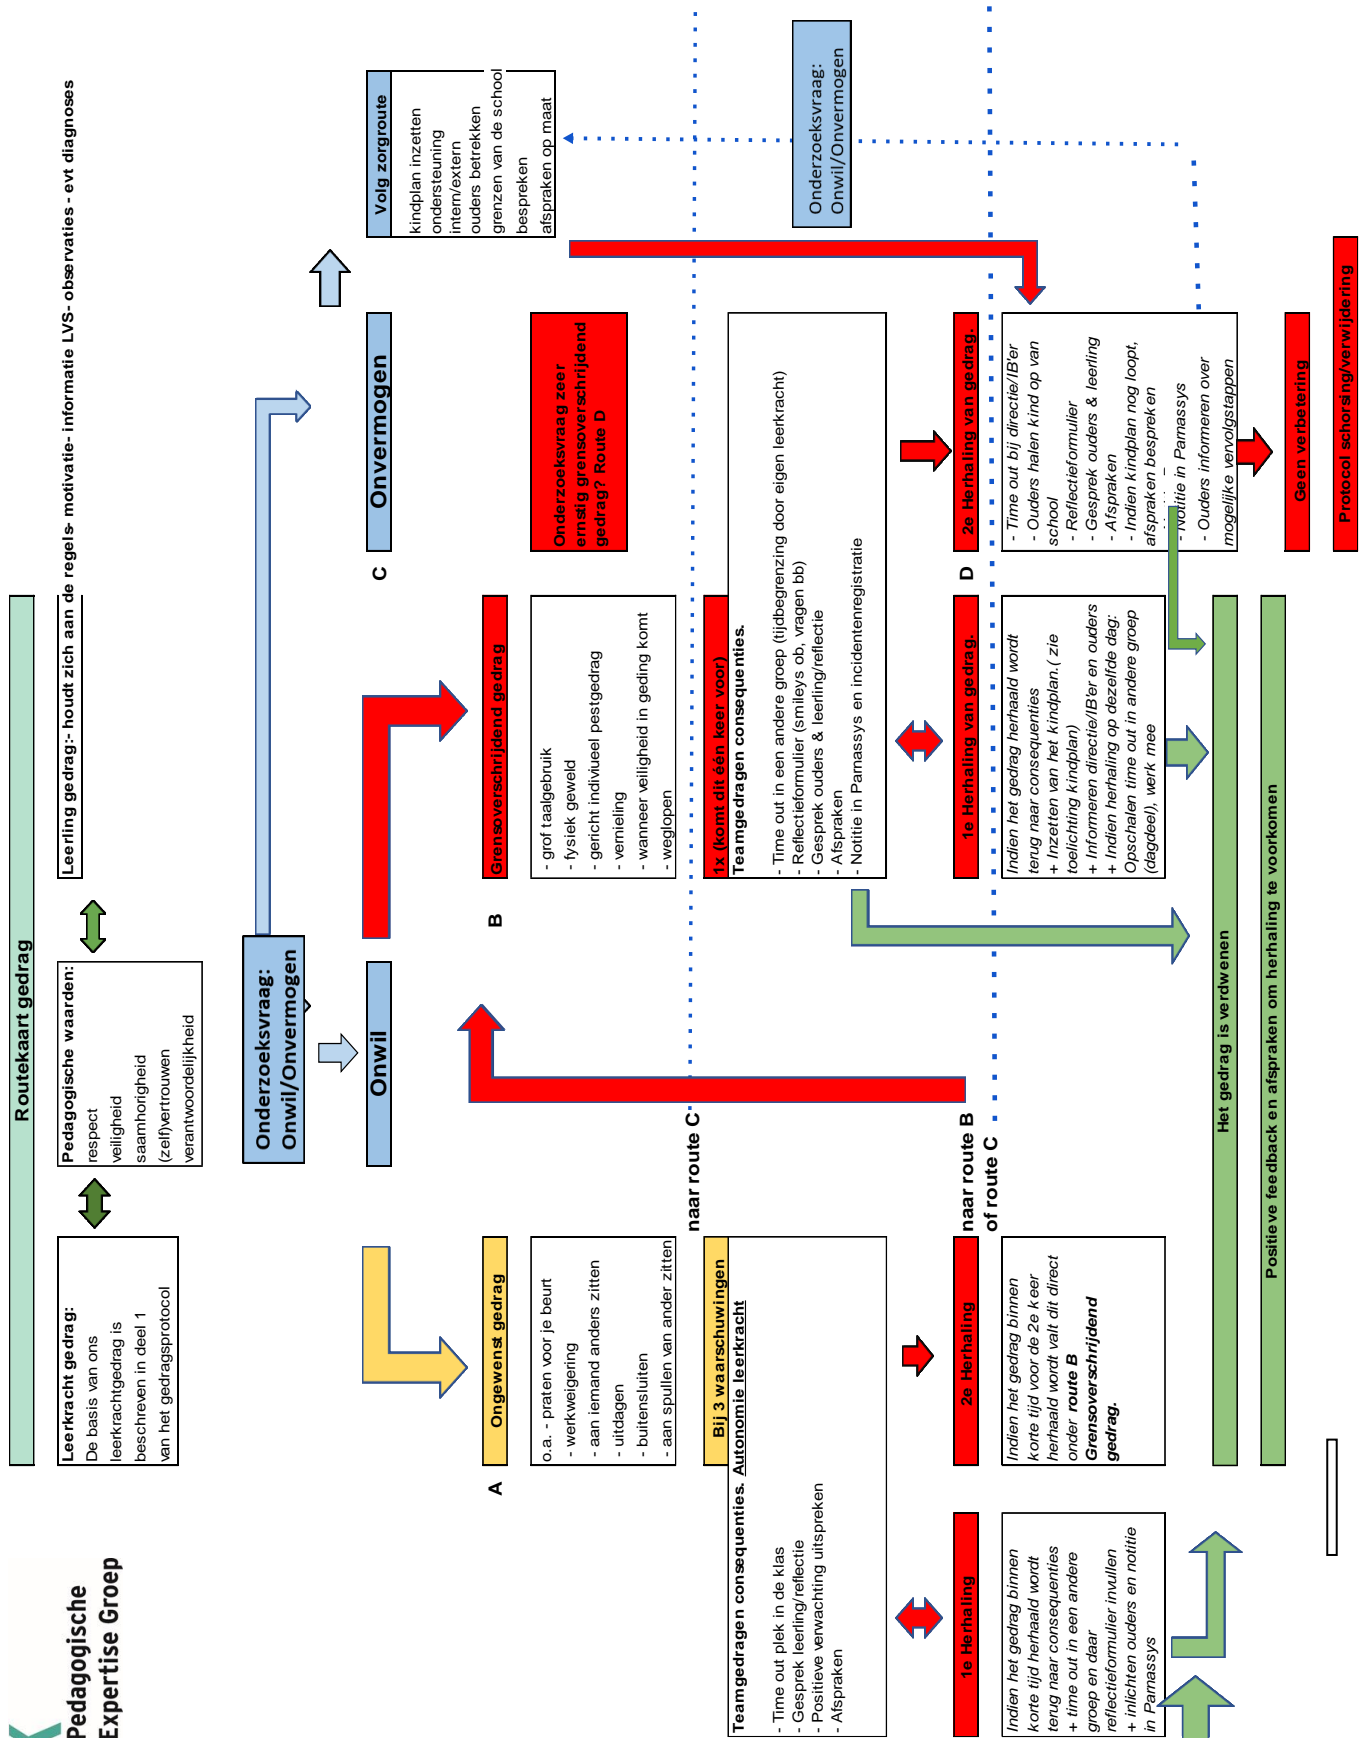 Pedagogische
Expertise Groep
Routekaart gedrag
Leerkracht gedrag:
De basis van ons
leerkrachtgedrag is
beschreven in deel 1
van het gedragsprotocol
Pedagogische waarden:
respect
veiligheid
saamhorigheid
(zelf)vertrouwen
verantwoordelijkheid
Leerling gedrag:- houdt zich aan de regels- motivatie- informatie LVS- observaties - evt diagnoses
Onderzoeksvraag:
Onwil/Onvermogen
Onwil
C
Onvermogen
Volg zorgroute
kindplan inzetten
ondersteuning
intern/extern
ouders betrekken
grenzen van de school
bespreken
afspraken op maat
A
Ongewenst gedrag
o.a. - praten voor je beurt
- werkweigering
- aan iemand anders zitten
- uitdagen
- buitensluiten
- aan spullen van ander zitten
B
Grensoverschrijdend gedrag
- grof taalgebruik
- fysiek geweld
- gericht indiviueel pestgedrag
- vernieling
- wanneer veiligheid in geding komt
- weglopen
Onderzoeksvraag zeer
ernstig grensoverschrijdend
gedrag? Route D
Onderzoeksvraag:
Onwil/Onvermogen
Bij 3 waarschuwingen
Teamgedragen consequenties. Autonomie leerkracht
- Time out plek in de klas
- Gesprek leerling/reflectie
- Positieve verwachting uitspreken
- Afspraken
naar route C
1x (komt dit één keer voor)
Teamgedragen consequenties.
- Time out in een andere groep (tijdbegrenzing door eigen leerkracht)
- Reflectieformulier (smileys ob, vragen bb)
- Gesprek ouders & leerling/reflectie
- Afspraken
- Notitie in Parnassys en incidentenregistratie
1e Herhaling
Indien het gedrag binnen
korte tijd herhaald wordt
terug naar consequenties
+ time out in een andere
groep en daar
reflectieformulier invullen
+ inlichten ouders en notitie
in Parnassys
2e Herhaling
Indien het gedrag binnen
korte tijd voor de 2e keer
herhaald wordt valt dit direct
onder route B
Grensoverschrijdend
gedrag.
naar route B
of route C
1e Herhaling van gedrag.
Indien het gedrag herhaald wordt
terug naar consequenties
+ Inzetten van het kindplan.( zie
toelichting kindplan)
+ Informeren directie/IB'er en ouders
+ Indien herhaling op dezelfde dag:
Opschalen time out in andere groep
(dagdeel), werk mee
D
2e Herhaling van gedrag.
- Time out bij directie/IB'er
- Ouders halen kind op van
school
- Reflectieformulier
- Gesprek ouders & leerling
- Afspraken
- Indien kindplan nog loopt,
afspraken bespreken
- Notitie in Parnassys
- Ouders informeren over
mogelijke vervolgstappen
Het gedrag is verdwenen
Positieve feedback en afspraken om herhaling te voorkomen
Geen verbetering
Protocol schorsing/verwijdering